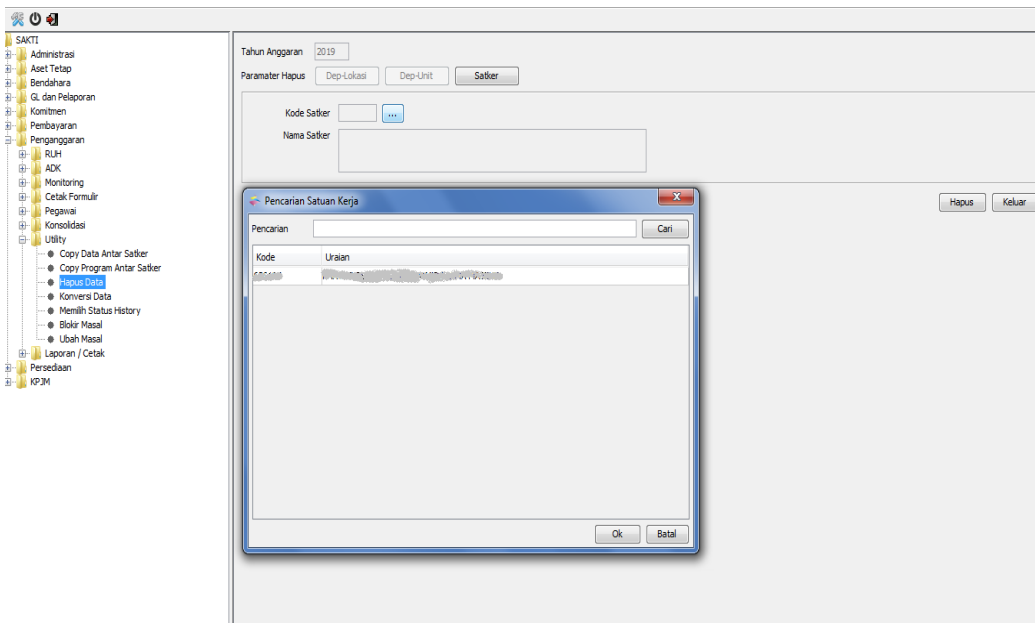 SAKTI
Administrasi
Aset Tetap
Bendahara
GL dan Pelaporan
Komitmen
Pembayaran
Penganggaran
RUH
ADK
Monitoring
Cetak Formulir
Pegawai
Konsolidasi
Utility
Copy Data Antar Satker
Copy Program Antar Satker
Hapus Data
Konversi Data
Memilih Status History
Blokir Masal
Ubah Masal
Laporan / Cetak
Persediaan
KPJM
Tahun Anggaran 2019
Paramater Hapus Dep-Lokasi Dep-Unit Satker
Kode Satker ...
Nama Satker
Hapus Keluar
Pencarian Satuan Kerja
Pencarian Cari
Kode Uraian
Ok Batal